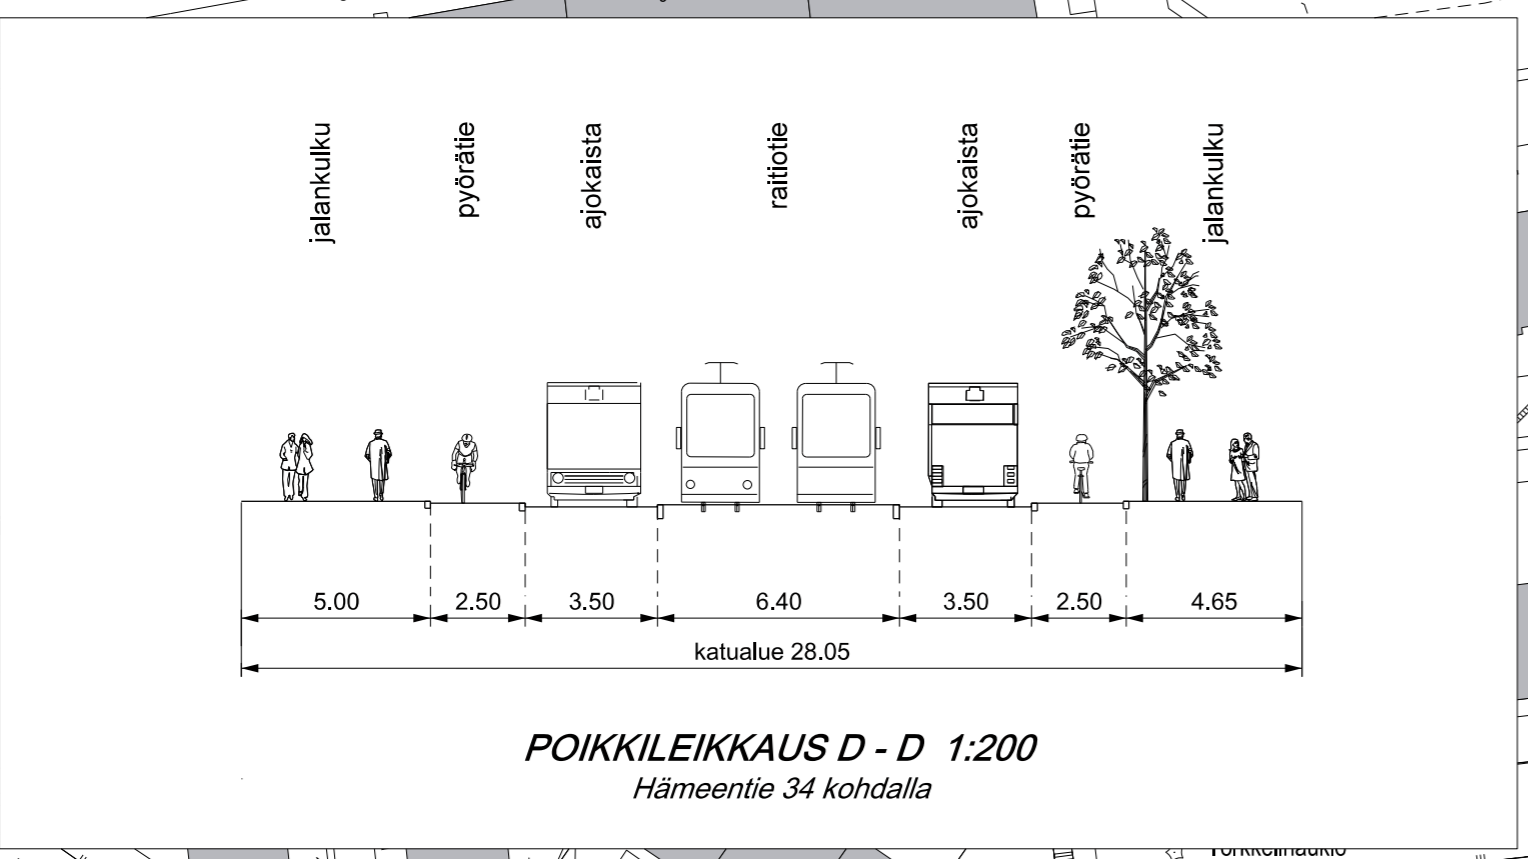 jalankulku
pyörätie
ajokaista
raitiotie
ajokaista
pyörätie
jalankulku
5.00 2.50 3.50 6.40 3.50 2.50 4.65
katualue 28.05
POIKKILEIKKAUS D - D 1:200
Hämeentie 34 kohdalla